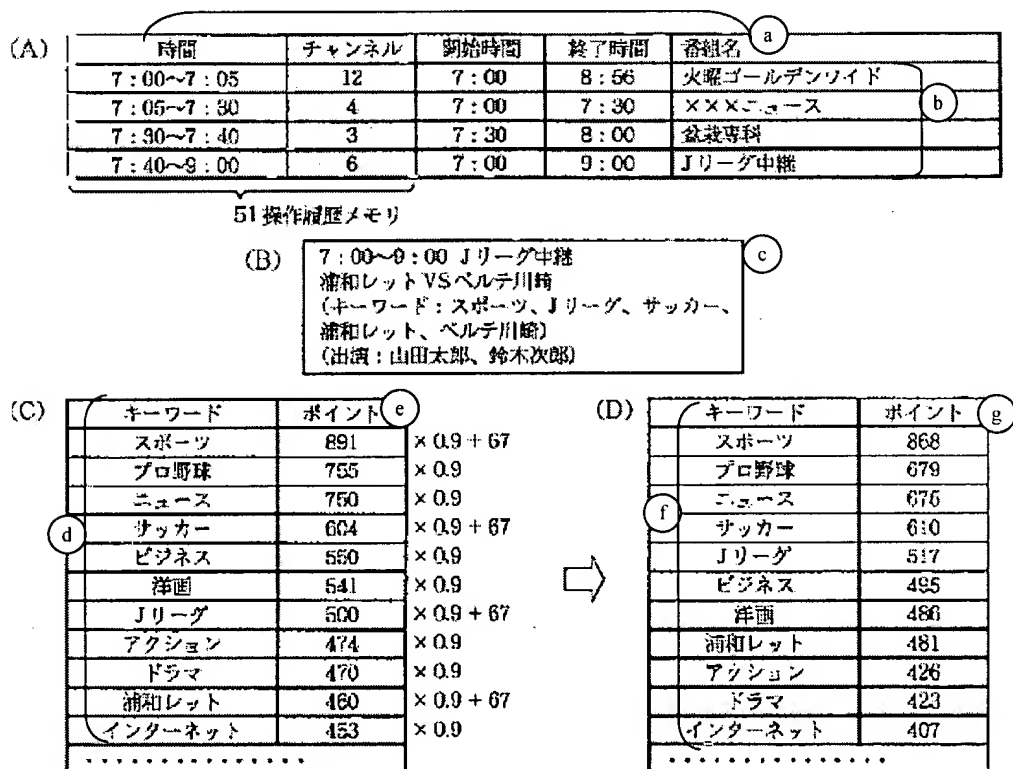 a
(A) 時間 チャンネル 開始時間 終了時間 番組名
7:00～7:05 12 7:00 8:56 火曜ゴールデンワイド
7:05～7:30 4 7:00 7:30 ×××ニュース
b
7:30～7:40 3 7:30 8:00 盆栽専科
7:40～9:00 6 7:00 9:00 Jリーグ中継
51操作履歴メモリ
(B) 7:00～9:00 Jリーグ中継
c
浦和レットVSベルテ川崎
(キーワード:スポーツ、Jリーグ、サッカー、
浦和レット、ベルテ川崎)
(出演:山田太郎、鈴木次郎)
(C) キーワード ポイント e
スポーツ 891 ×0.9+67
プロ野球 755 ×0.9
ニュース 750 ×0.9
d サッカー 604 ×0.9+67
ビジネス 550 ×0.9
洋画 541 ×0.9
Jリーグ 500 ×0.9+67
アクション 474 ×0.9
ドラマ 470 ×0.9
浦和レット 460 ×0.9+67
インターネット 453 ×0.9
・・・・・・・・・・・・・・・
(D) キーワード ポイント g
スポーツ 868
プロ野球 679
ニュース 675
f サッカー 610
Jリーグ 517
ビジネス 495
洋画 486
浦和レット 481
アクション 426
ドラマ 423
インターネット 407
・・・・・・・・・・・・・・・